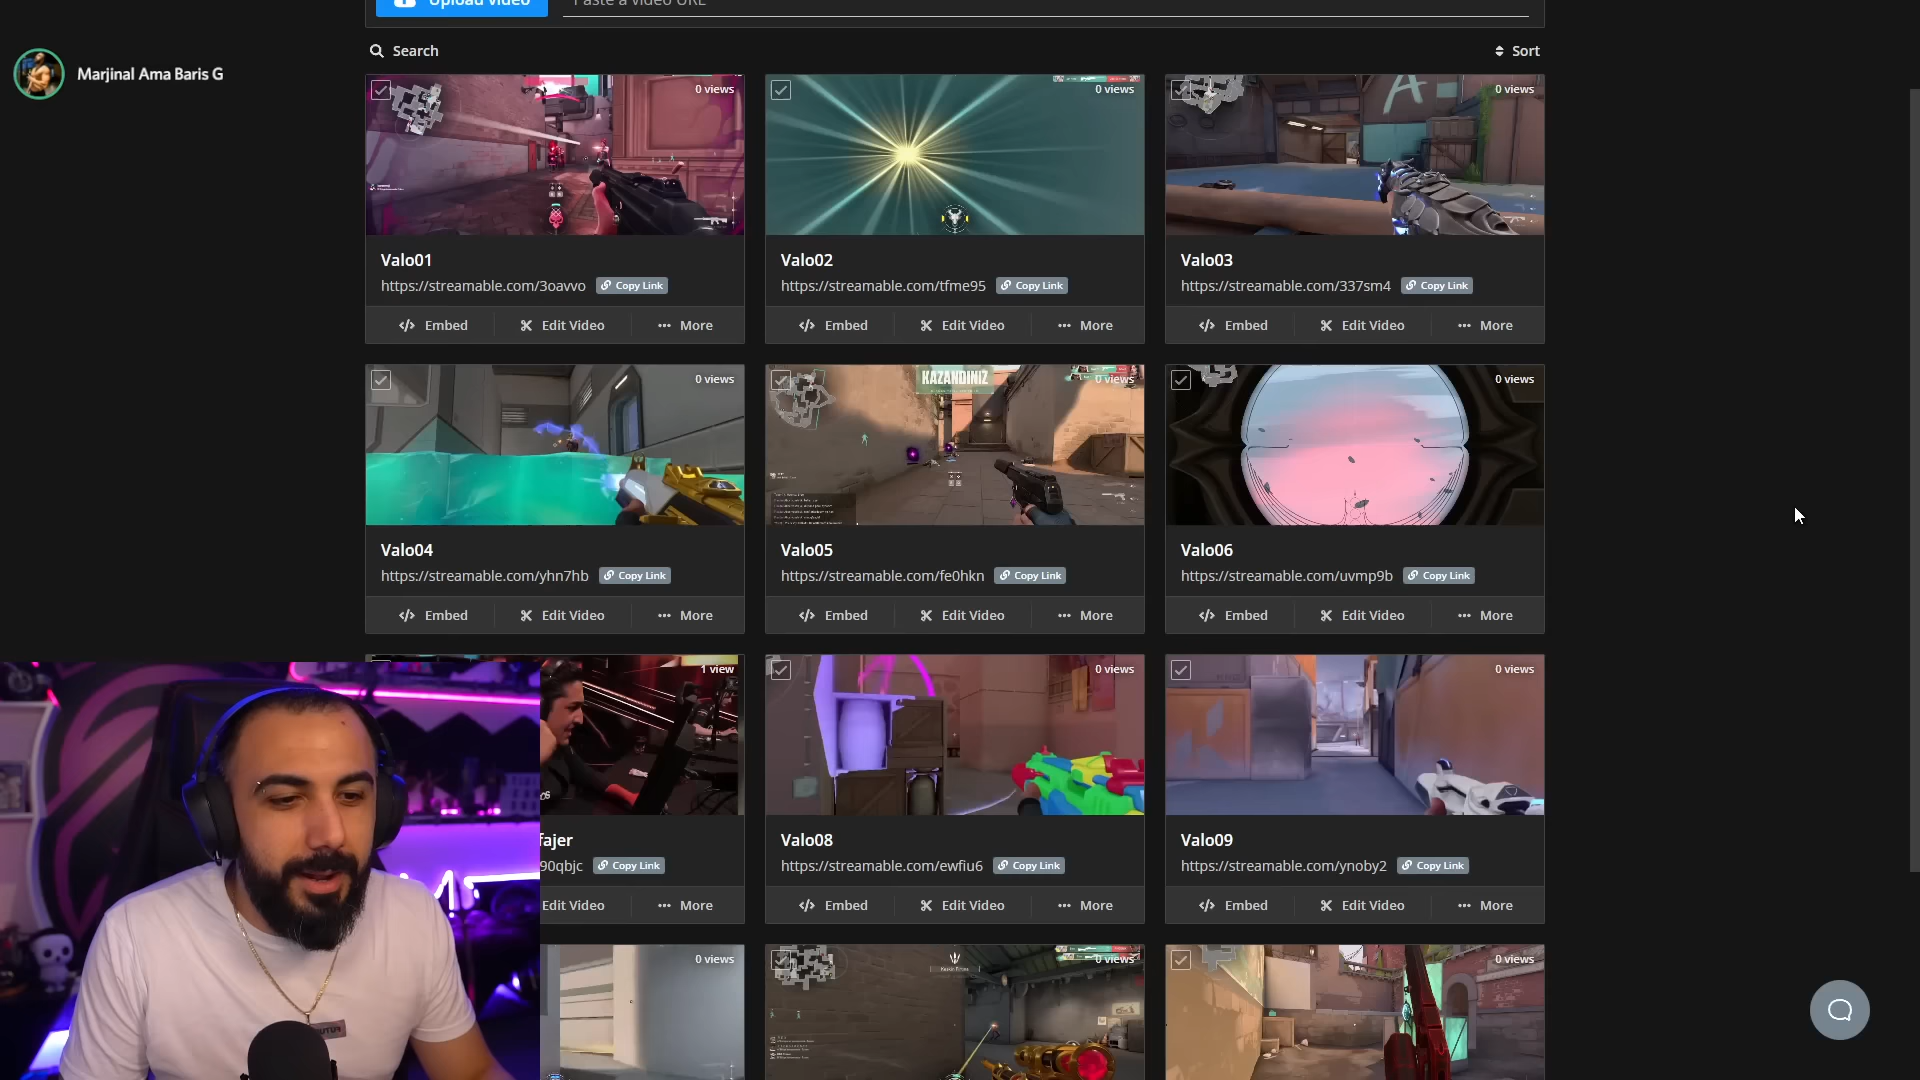 Upload video
Paste a video URL
Search
Sort
Marjinal Ama Baris G
0 views
0 views
0 views
A
Valo01
https://streamable.com/3oavvo
Copy Link
Valo02
https://streamable.com/tfme95
Copy Link
Valo03
https://streamable.com/337sm4
Copy Link
Embed
Edit Video
More
Embed
Edit Video
More
Embed
Edit Video
More
0 views
KAZANDINIZ
0 views
0 views
Valo04
https://streamable.com/yhn7hb
Copy Link
Valo05
https://streamable.com/fe0hkn
Copy Link
Valo06
https://streamable.com/uvmp9b
Copy Link
Embed
Edit Video
More
Embed
Edit Video
More
Embed
Edit Video
More
1 view
0 views
0 views
fajer
90qbjc
Copy Link
Valo08
https://streamable.com/ewfiu6
Copy Link
Valo09
https://streamable.com/ynoby2
Copy Link
Edit Video
More
Embed
Edit Video
More
Embed
Edit Video
More
0 views
0 views
0 views